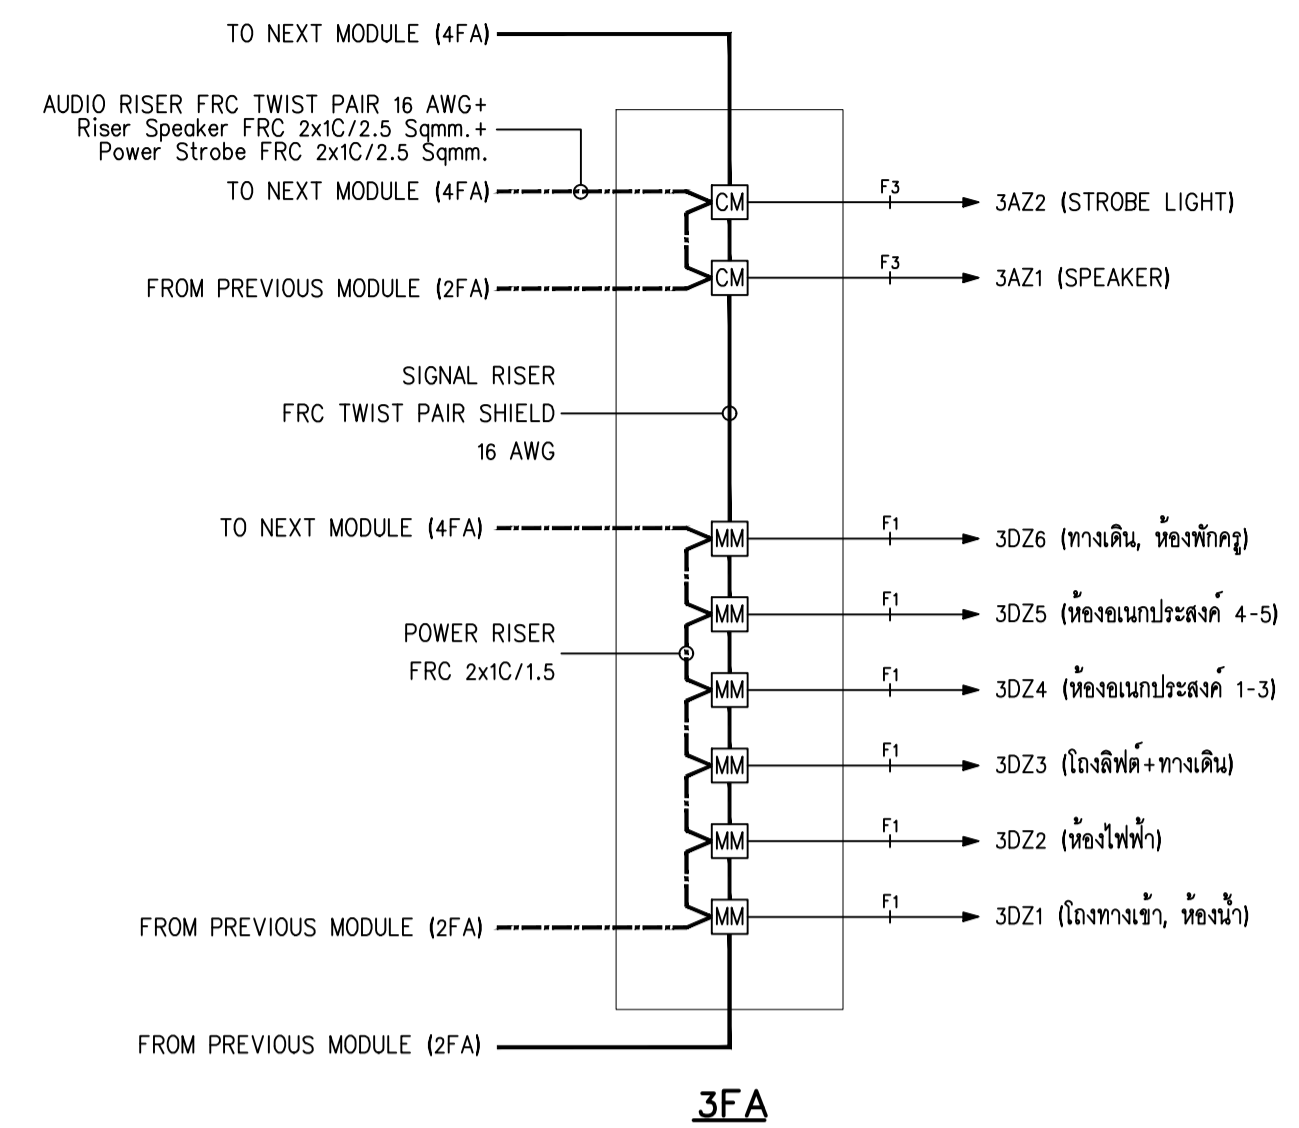 TO NEXT MODULE (4FA)
AUDIO RISER FRC TWIST PAIR 16 AWG+
Riser Speaker FRC 2x1C/2.5 Sqmm.+
Power Strobe FRC 2x1C/2.5 Sqmm.
TO NEXT MODULE (4FA)
CM
F3
3AZ2 (STROBE LIGHT)
FROM PREVIOUS MODULE (2FA)
CM
F3
3AZ1 (SPEAKER)
SIGNAL RISER
FRC TWIST PAIR SHIELD
16 AWG
TO NEXT MODULE (4FA)
MM
F1
3DZ6 (ทางเดิน, ห้องพักครู)
MM
F1
3DZ5 (ห้องอเนกประสงค์ 4-5)
POWER RISER
FRC 2x1C/1.5
MM
F1
3DZ4 (ห้องอเนกประสงค์ 1-3)
MM
F1
3DZ3 (โถงลิฟต์+ทางเดิน)
MM
F1
3DZ2 (ห้องไฟฟ้า)
FROM PREVIOUS MODULE (2FA)
MM
F1
3DZ1 (โถงทางเข้า, ห้องน้ำ)
FROM PREVIOUS MODULE (2FA)
3FA